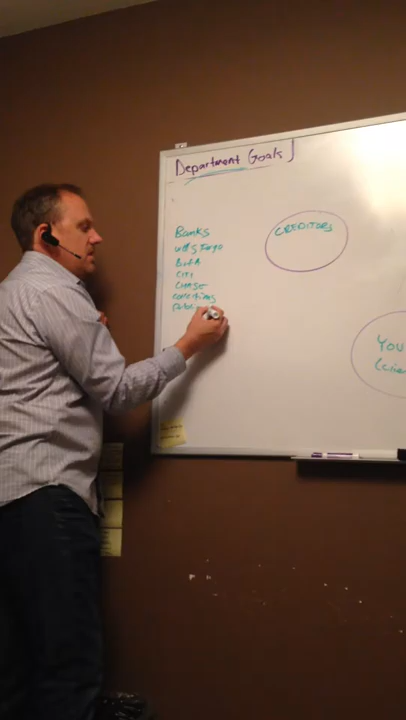 Department Goals
Banks
wells Fargo
BofA
CITI
CHASE
collections
CREDITORS
YOU